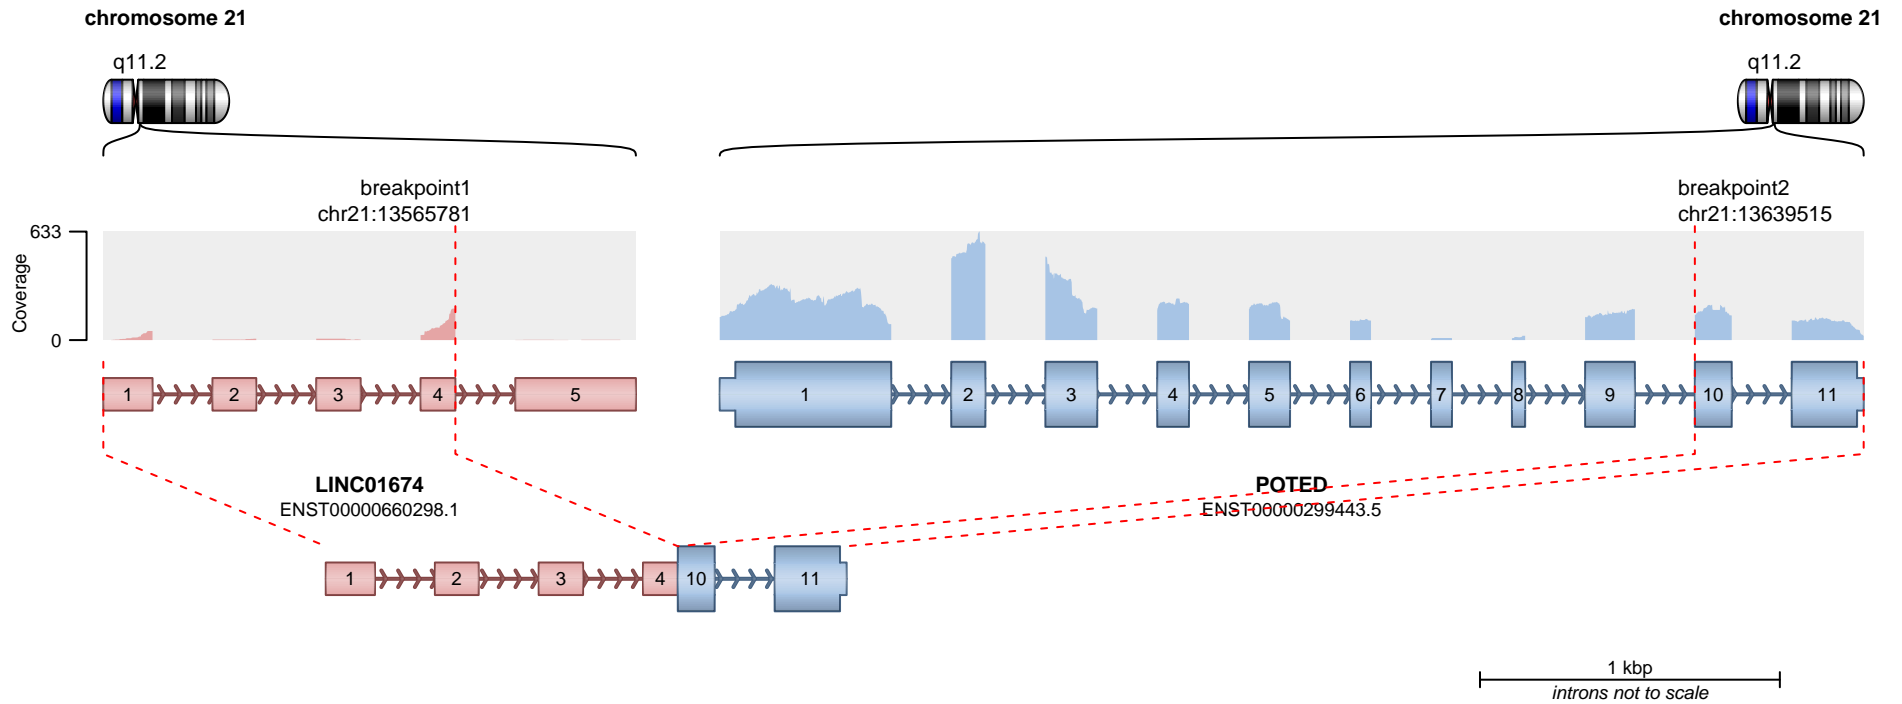 chromosome 21
chromosome 21
q11.2
q11.2
breakpoint1
chr21:13565781
breakpoint2
chr21:13639515
633
Coverage
0
1 2 3 4 5
1 2 3 4 5 6 7 8 9 10 11
LINC01674
ENST00000660298.1
POTED
ENST00000299443.5
1 2 3 4 10 11
1 kbp
introns not to scale